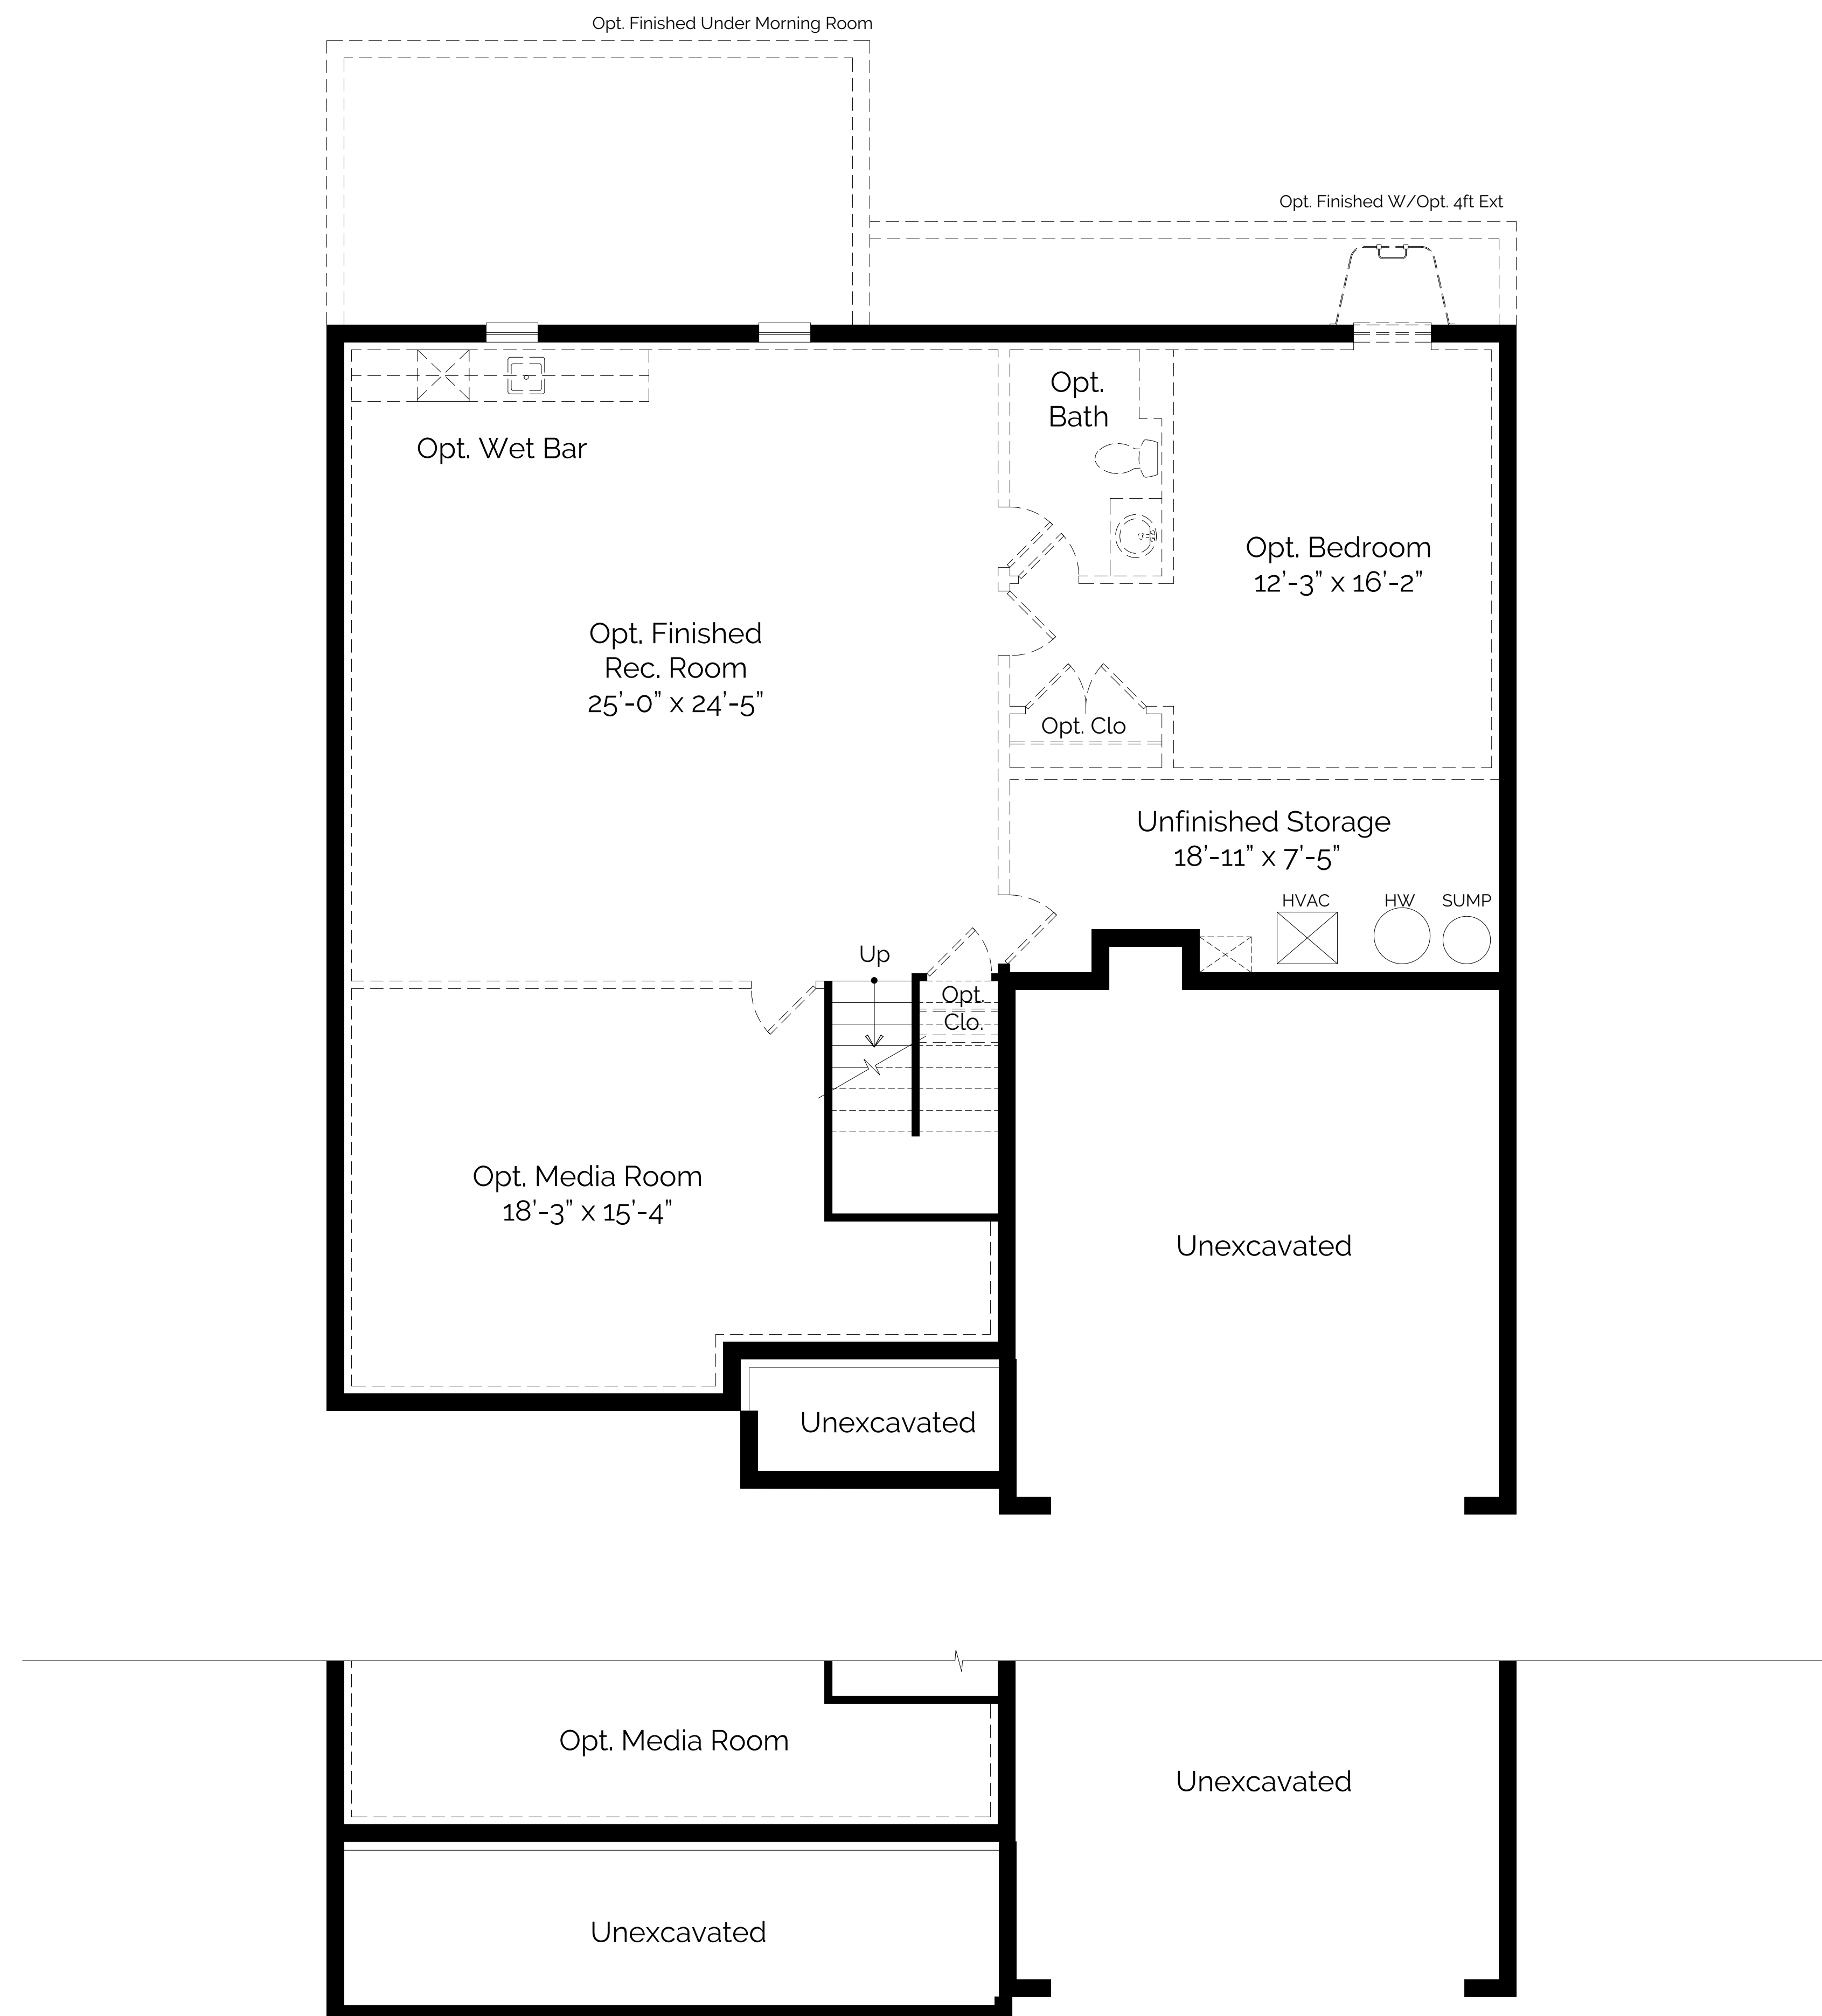 Opt. Finished Under Morning Room
Opt. Finished W/Opt. 4ft Ext
Opt.
Bath
Opt. Wet Bar
Opt. Bedroom
12'-3" x 16'-2"
Opt. Finished
Rec. Room
25'-0" x 24'-5"
Opt. Clo
Unfinished Storage
18'-11" x 7'-5"
HVAC
HW
SUMP
Up
Opt.
Clo.
Opt. Media Room
18'-3" x 15'-4"
Unexcavated
Unexcavated
Opt. Media Room
Unexcavated
Unexcavated